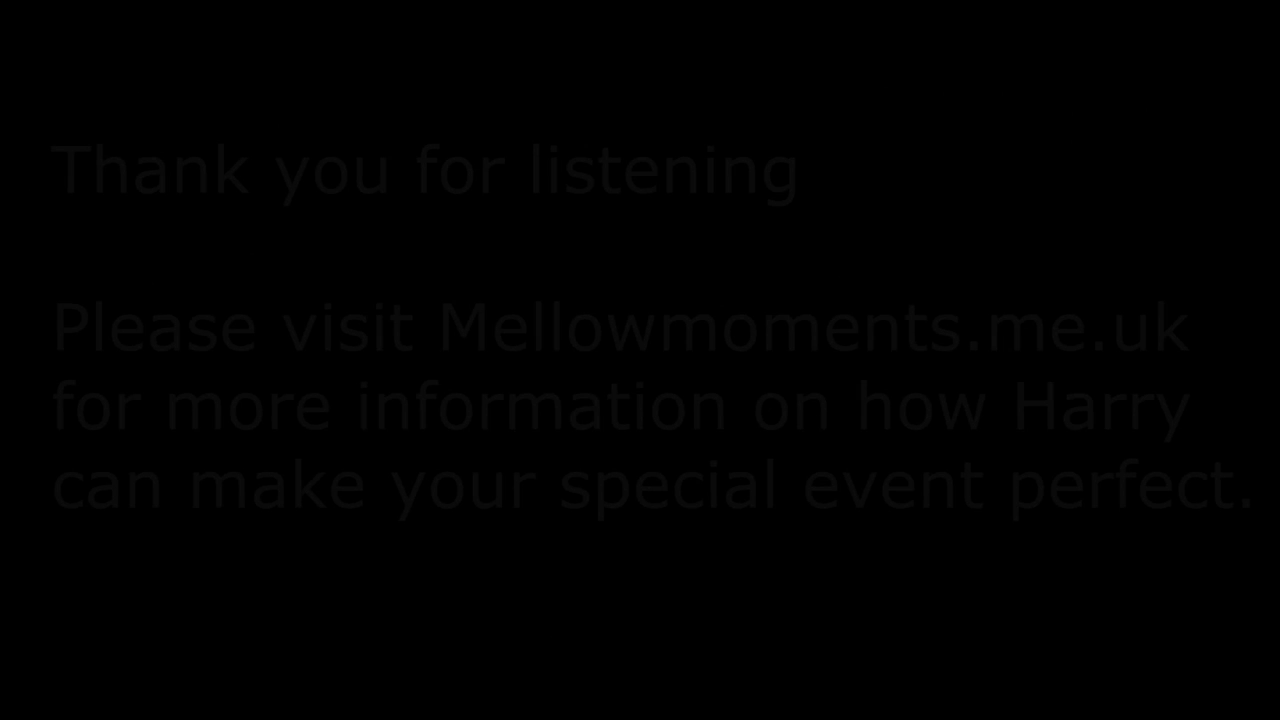 Thank you for listening
Please visit Mellowmoments.me.uk
for more information on how Harry
can make your special event perfect.